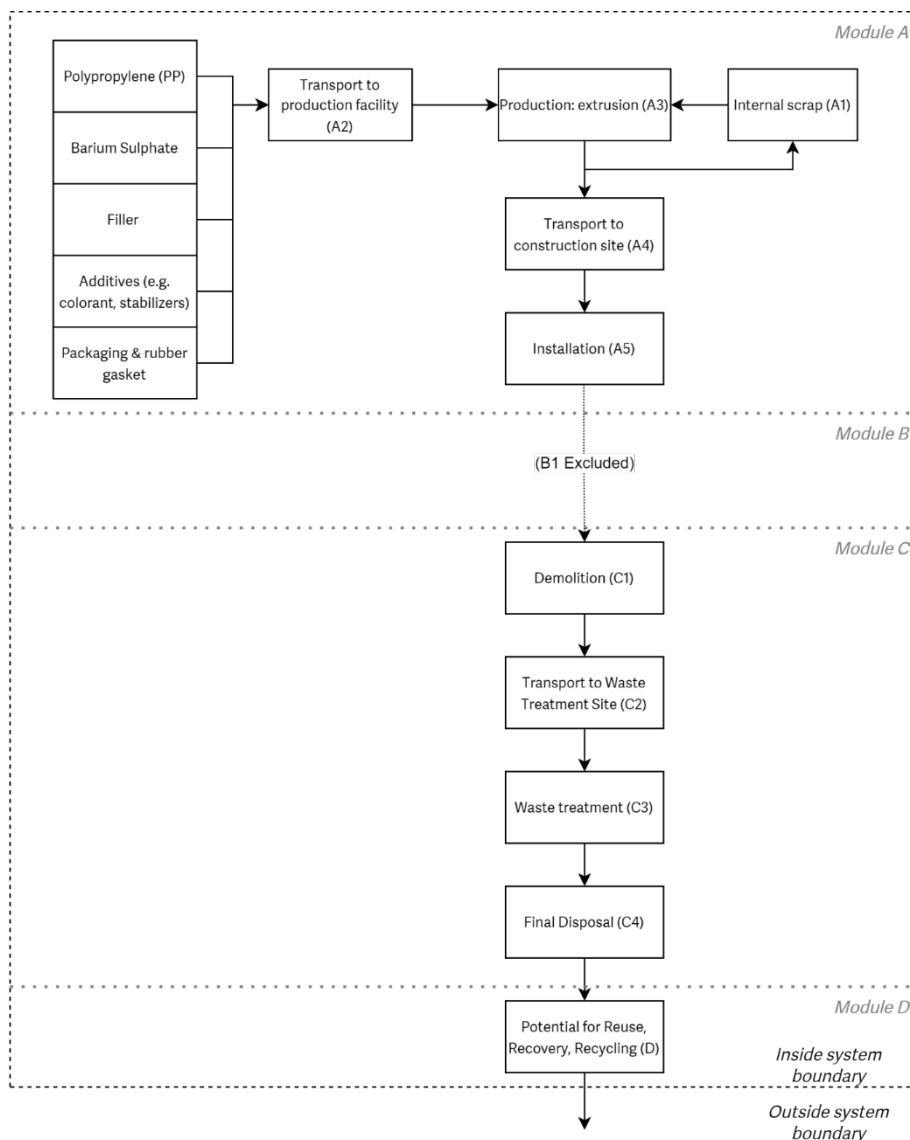 Module A
Polypropylene (PP)
Barium Sulphate
Filler
Additives (e.g.
colorant, stabilizers)
Packaging & rubber
gasket
Transport to
production facility
(A2)
Production: extrusion (A3)
Internal scrap (A1)
Transport to
construction site (A4)
Installation (A5)
Module B
(B1 Excluded)
Module C
Demolition (C1)
Transport to Waste
Treatment Site (C2)
Waste treatment (C3)
Final Disposal (C4)
Module D
Potential for Reuse,
Recovery, Recycling (D)
Inside system
boundary
Outside system
boundary